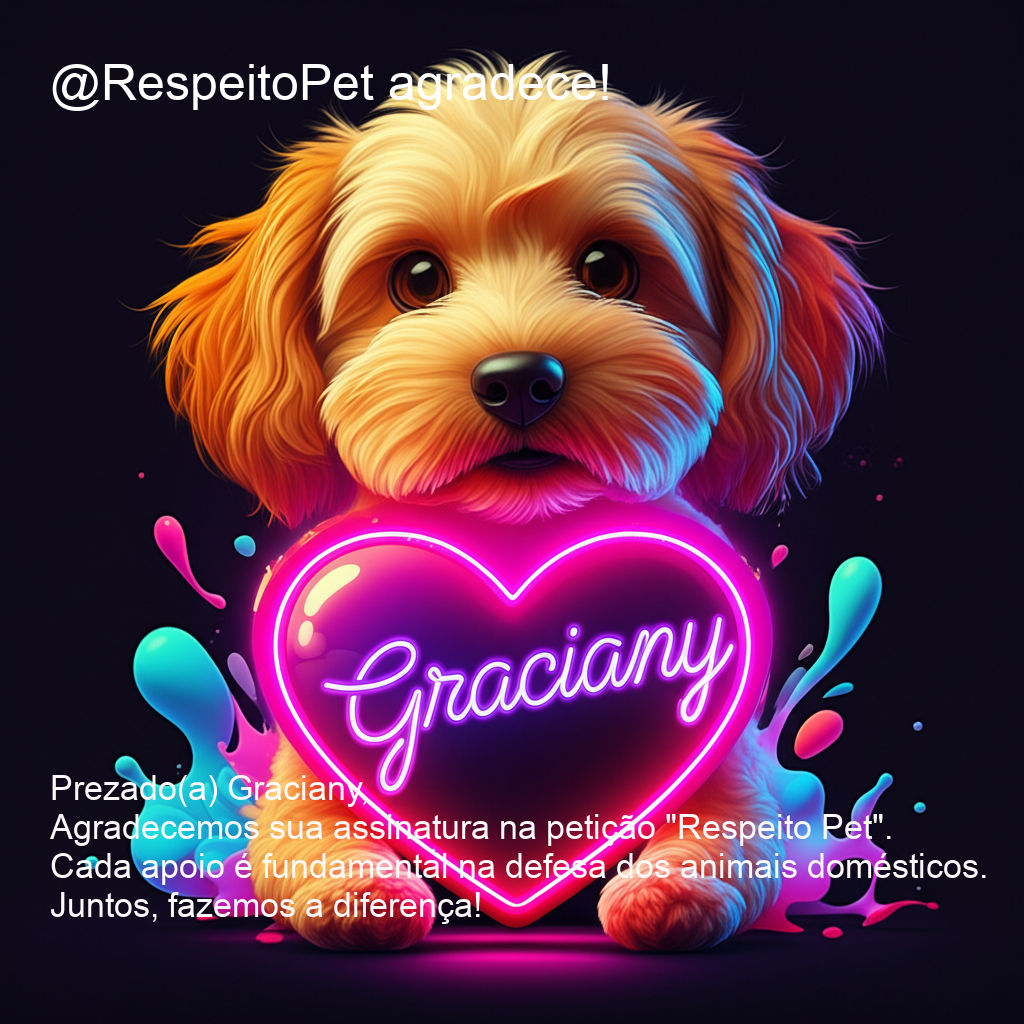 @RespeitoPet agradece!
Graciany
Prezado(a) Graciany,
Agradecemos sua assinatura na petição "Respeito Pet".
Cada apoio é fundamental na defesa dos animais domésticos.
Juntos, fazemos a diferença!